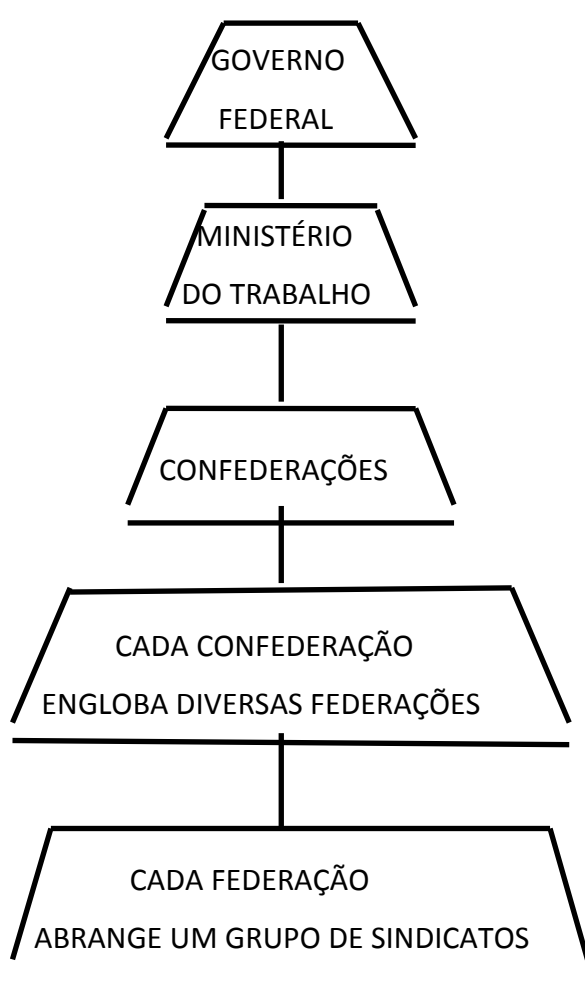 GOVERNO
FEDERAL
MINISTÉRIO
DO TRABALHO
CONFEDERAÇÕES
CADA CONFEDERAÇÃO
ENGLOBA DIVERSAS FEDERAÇÕES
CADA FEDERAÇÃO
ABRANGE UM GRUPO DE SINDICATOS